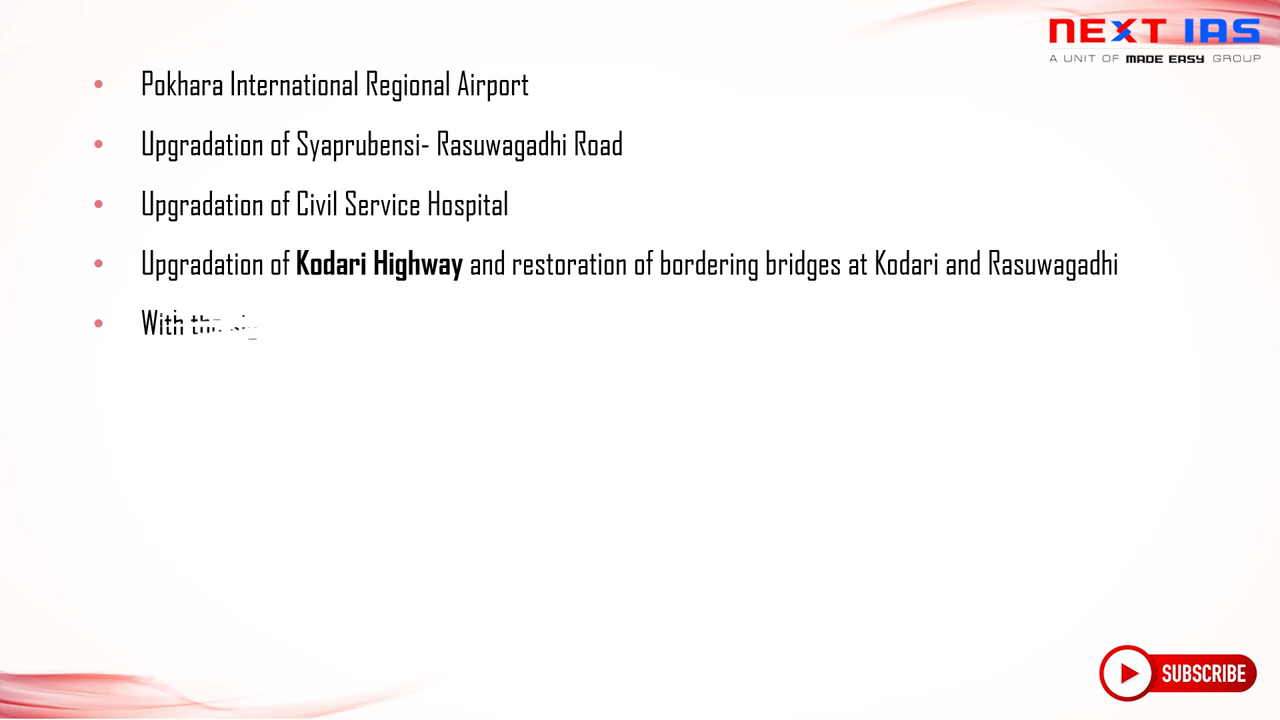 NEXT IAS
A UNIT OF MADE EASY GROUP
• Pokhara International Regional Airport
• Upgradation of Syaprubensi- Rasuwagadhi Road
• Upgradation of Civil Service Hospital
• Upgradation of Kodari Highway and restoration of bordering bridges at Kodari and Rasuwagadhi
• With the
SUBSCRIBE